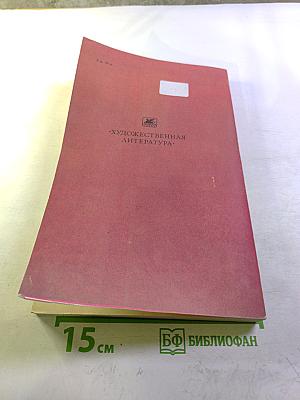 •ХУДОЖЕСТВЕННАЯ
ЛИТЕРАТУРА•
15 см
БФ БИБЛИОФАН